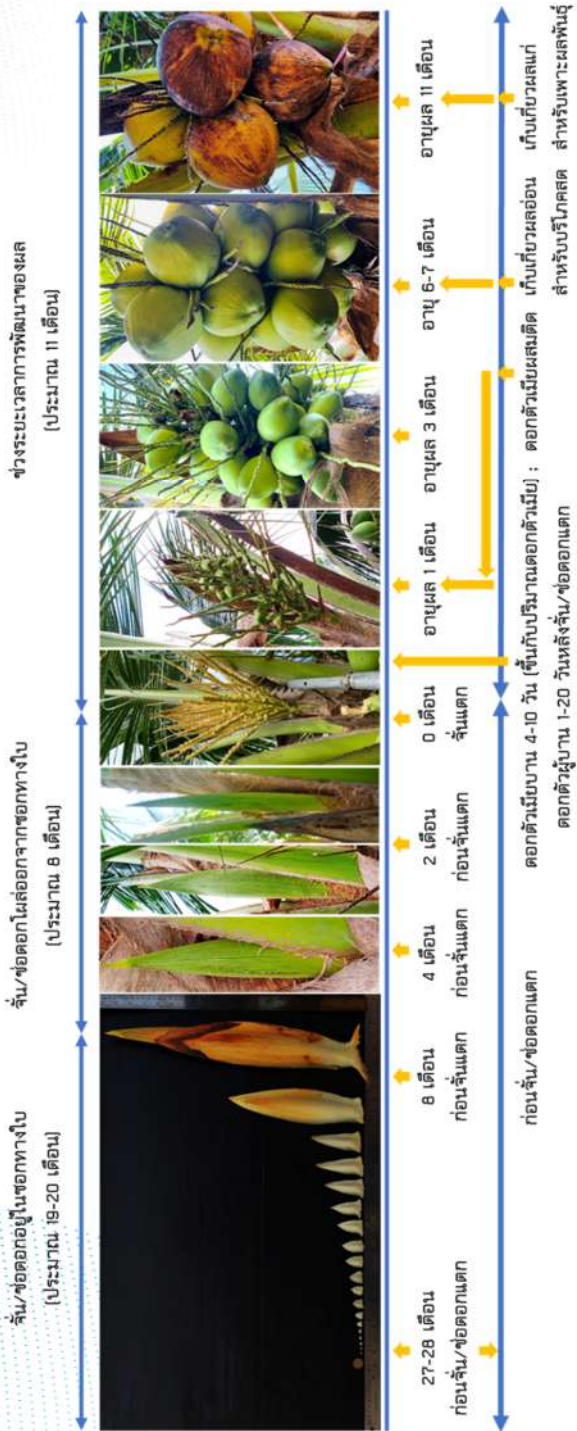 จั่น/ช่อดอกอยู่ในซอกทางใบ
(ประมาณ 19-20 เดือน)
จั่น/ช่อดอกโผล่ออกจากซอกทางใบ
(ประมาณ 8 เดือน)
ช่วงระยะเวลาการพัฒนาของผล
(ประมาณ 11 เดือน)
27-28 เดือน
ก่อนจั่น/ช่อดอกแตก
8 เดือน
ก่อนจั่นแตก
4 เดือน
ก่อนจั่นแตก
2 เดือน
ก่อนจั่นแตก
0 เดือน
จั่นแตก
อายุผล 1 เดือน
อายุผล 3 เดือน
อายุ 6-7 เดือน
อายุผล 11 เดือน
ก่อนจั่น/ช่อดอกแตก
ดอกตัวเมียบาน 4-10 วัน (ขึ้นกับปริมาณดอกตัวเมีย) : ดอกตัวเมียผสมติด
ดอกตัวผู้บาน 1-20 วันหลังจั่น/ช่อดอกแตก
เก็บเกี่ยวผลอ่อน
สำหรับบริโภคสด
เก็บเกี่ยวผลแก่
สำหรับเพาะผลพันธุ์